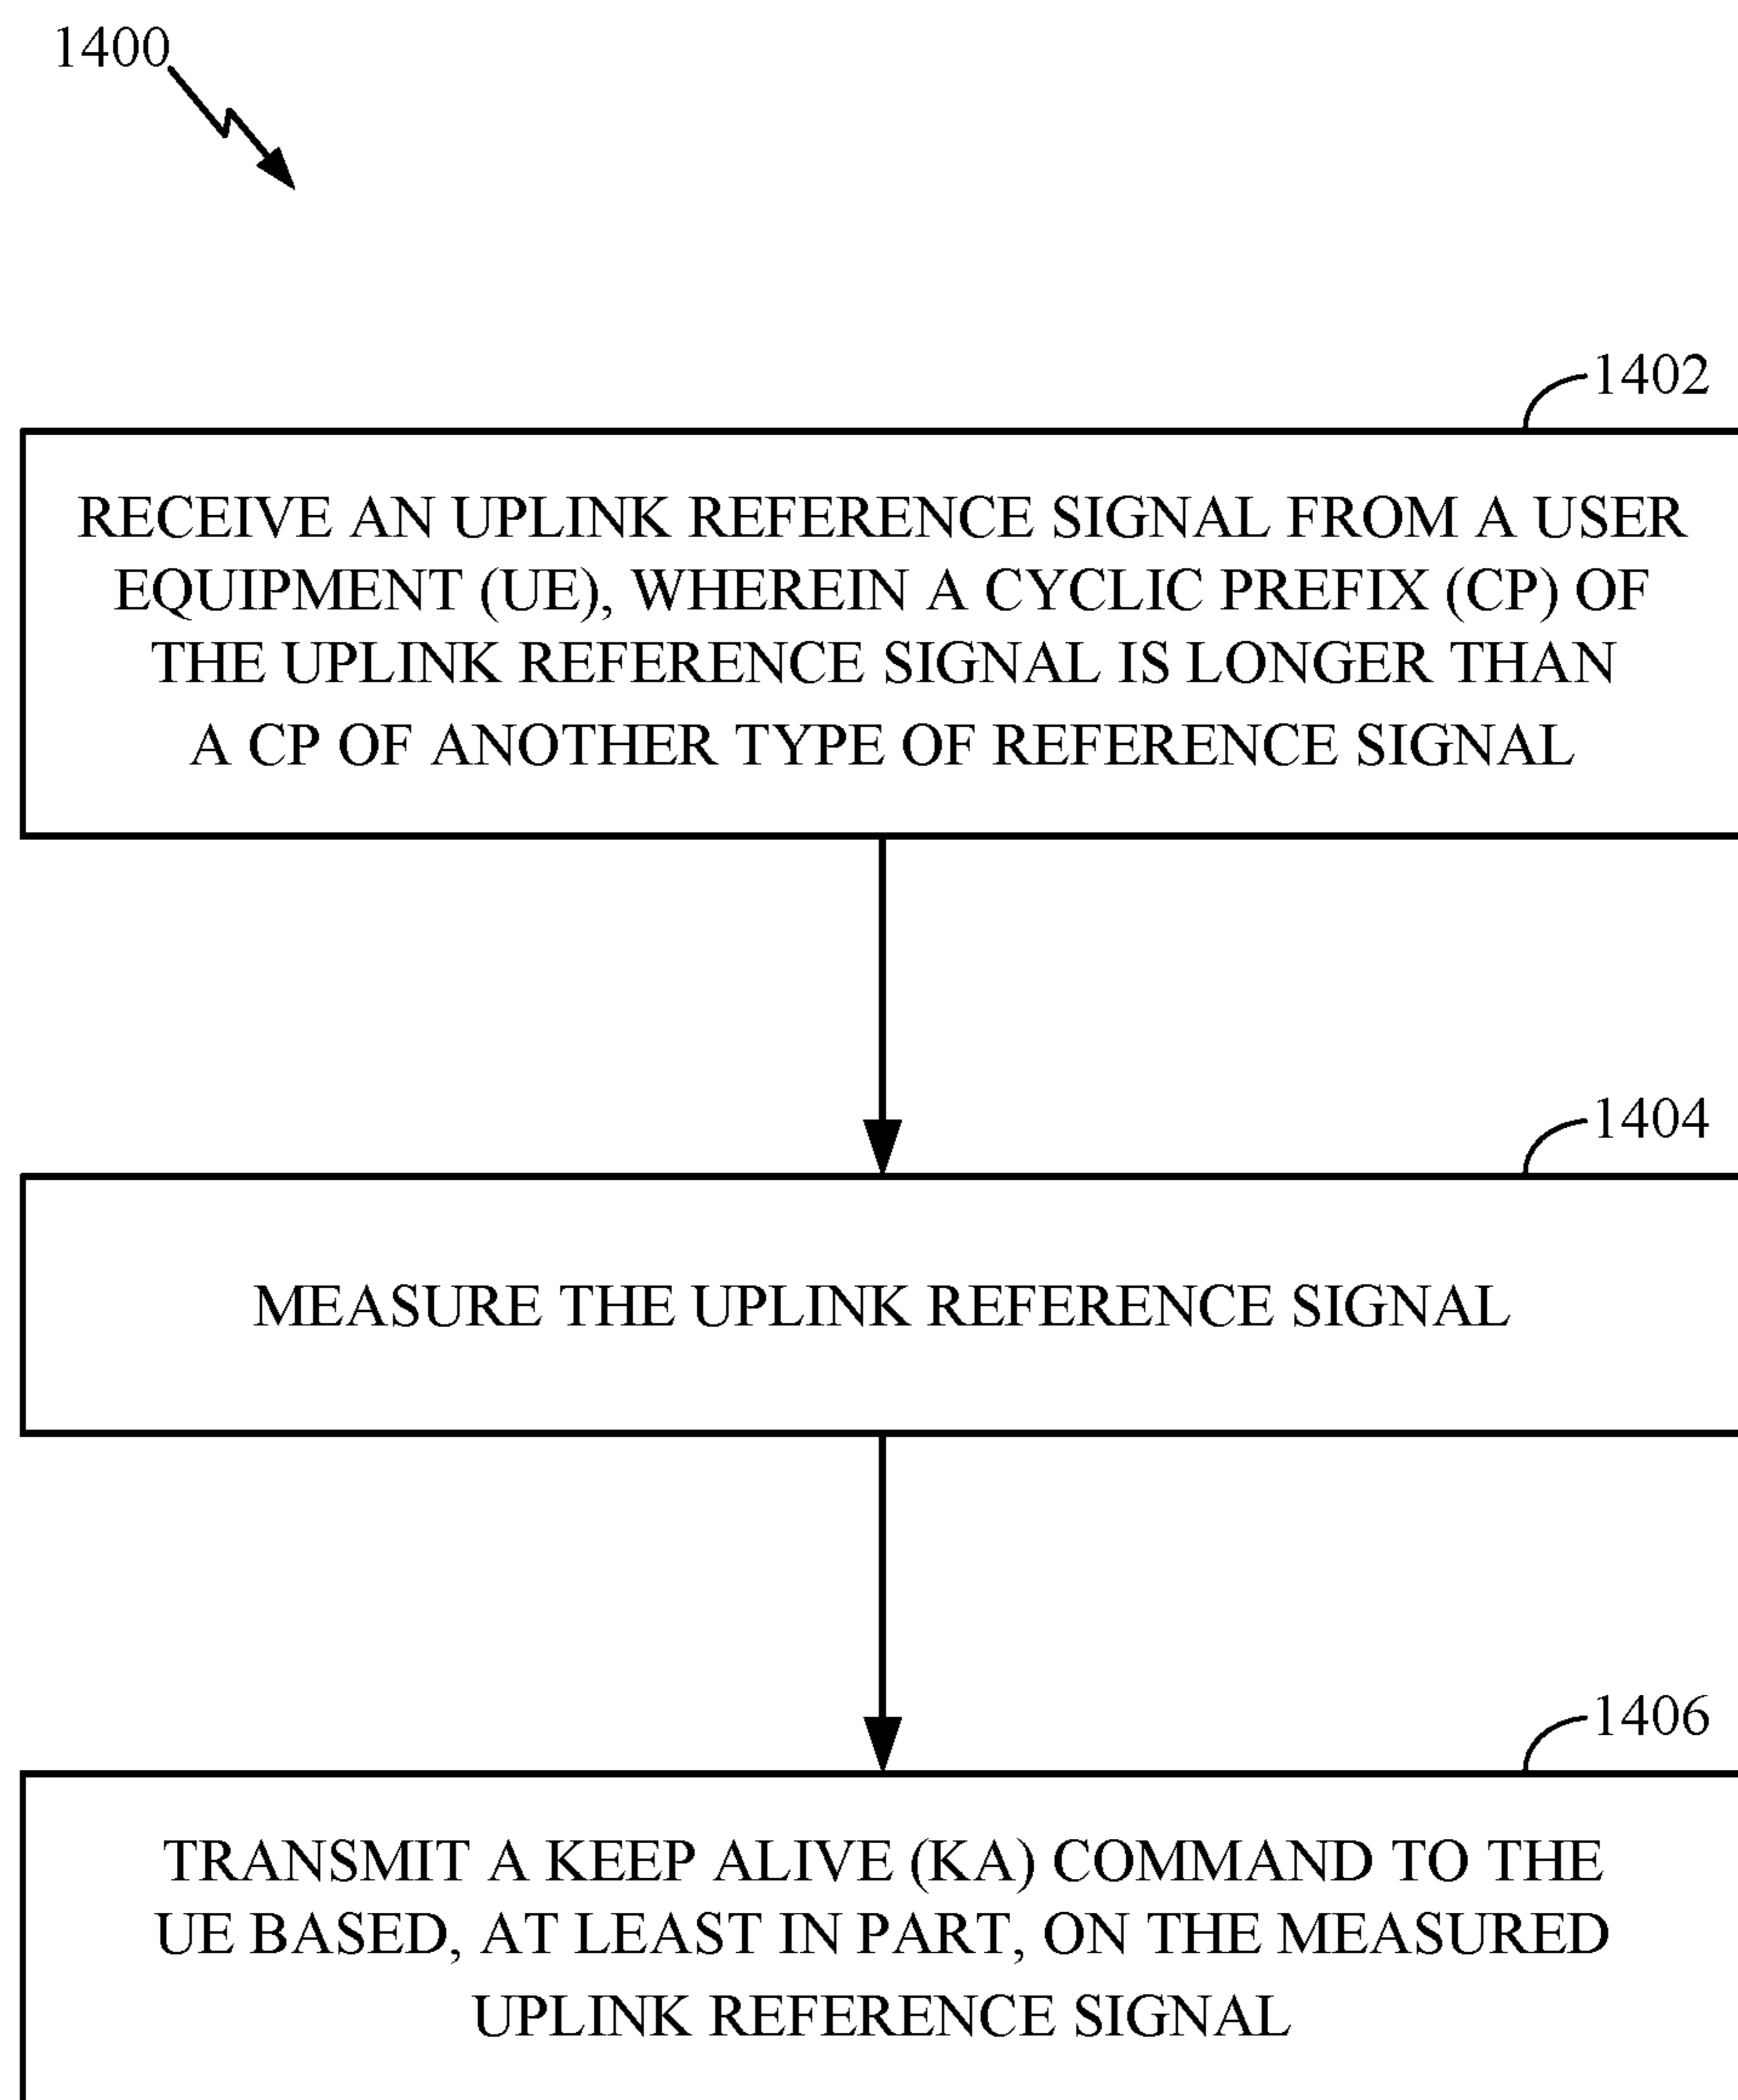 1400
1402
RECEIVE AN UPLINK REFERENCE SIGNAL FROM A USER
EQUIPMENT (UE), WHEREIN A CYCLIC PREFIX (CP) OF
THE UPLINK REFERENCE SIGNAL IS LONGER THAN
A CP OF ANOTHER TYPE OF REFERENCE SIGNAL
1404
MEASURE THE UPLINK REFERENCE SIGNAL
1406
TRANSMIT A KEEP ALIVE (KA) COMMAND TO THE
UE BASED, AT LEAST IN PART, ON THE MEASURED
UPLINK REFERENCE SIGNAL